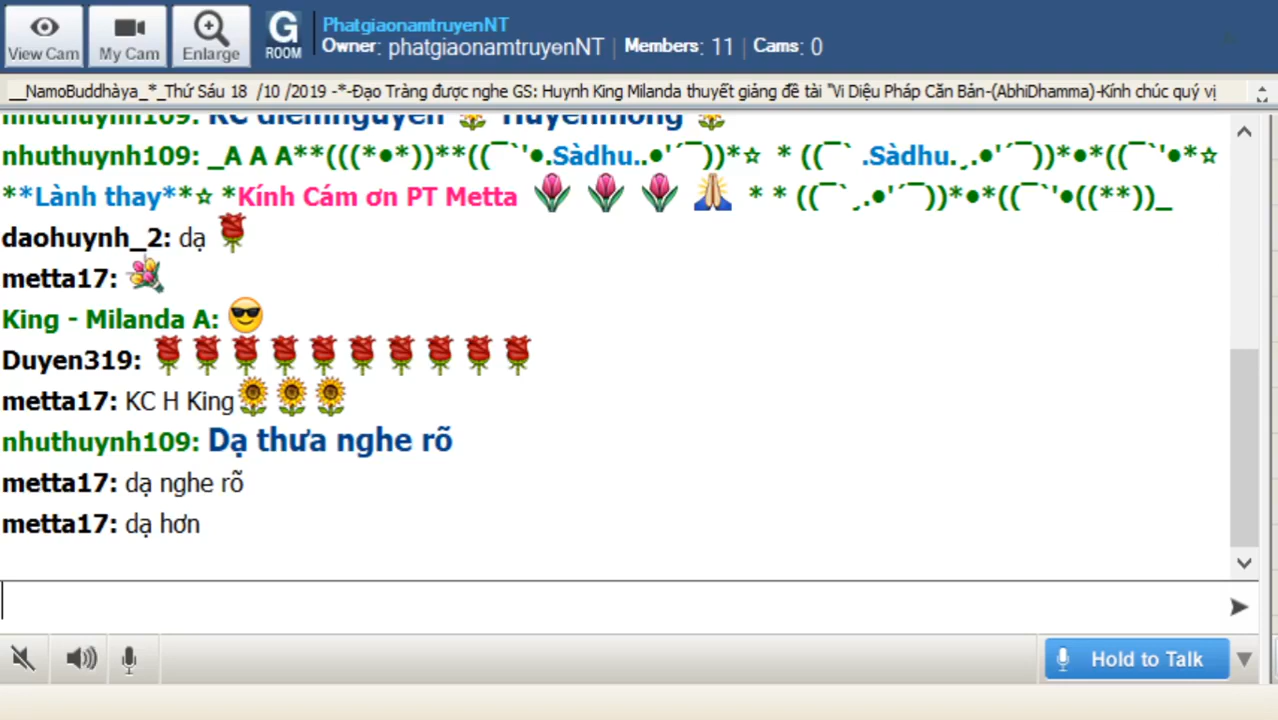 PhatgiaonamtruyenNT
View Cam
My Cam
Enlarge
G ROOM
Owner: phatgiaonamtruyenNT | Members: 11 | Cams: 0
__NamoBuddhàya_*_Thứ Sáu 18 /10 /2019 -*-Đạo Tràng được nghe GS: Huynh King Milanda thuyết giảng đề tài "Vi Diệu Pháp Căn Bản-(AbhiDhamma)-Kính chúc quý vị
nhuthuynh109: KC diemnguyen 🌼 Huyenmong 🌼
nhuthuynh109: _A A A**(((*●*))**((¯`'●.Sàdhu..●'´¯))*☆ * ((¯` .Sàdhu.¸.●'´¯))*●*((¯`'●*☆
**Lành thay**☆ *Kính Cám ơn PT Metta 🌷 🌷 🌷 🙏 * * ((¯`¸.●'´¯))*●*((¯`'●((**))_
daohuynh_2: dạ 🌹
metta17: 💐
King - Milanda A: 😎
Duyen319: 🌹🌹🌹🌹🌹🌹🌹🌹🌹🌹
metta17: KC H King🌻🌻🌻
nhuthuynh109: Dạ thưa nghe rõ
metta17: dạ nghe rõ
metta17: dạ hơn
Hold to Talk